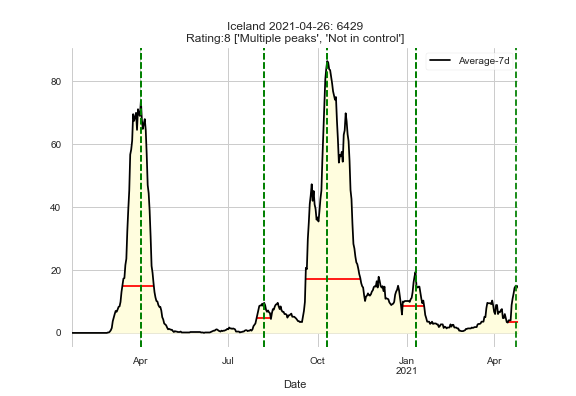 Iceland 2021-04-26: 6429
Rating:8 ['Multiple peaks', 'Not in control']
Average-7d
80
60
40
20
0
Apr
Jul
Oct
Jan
2021
Apr
Date